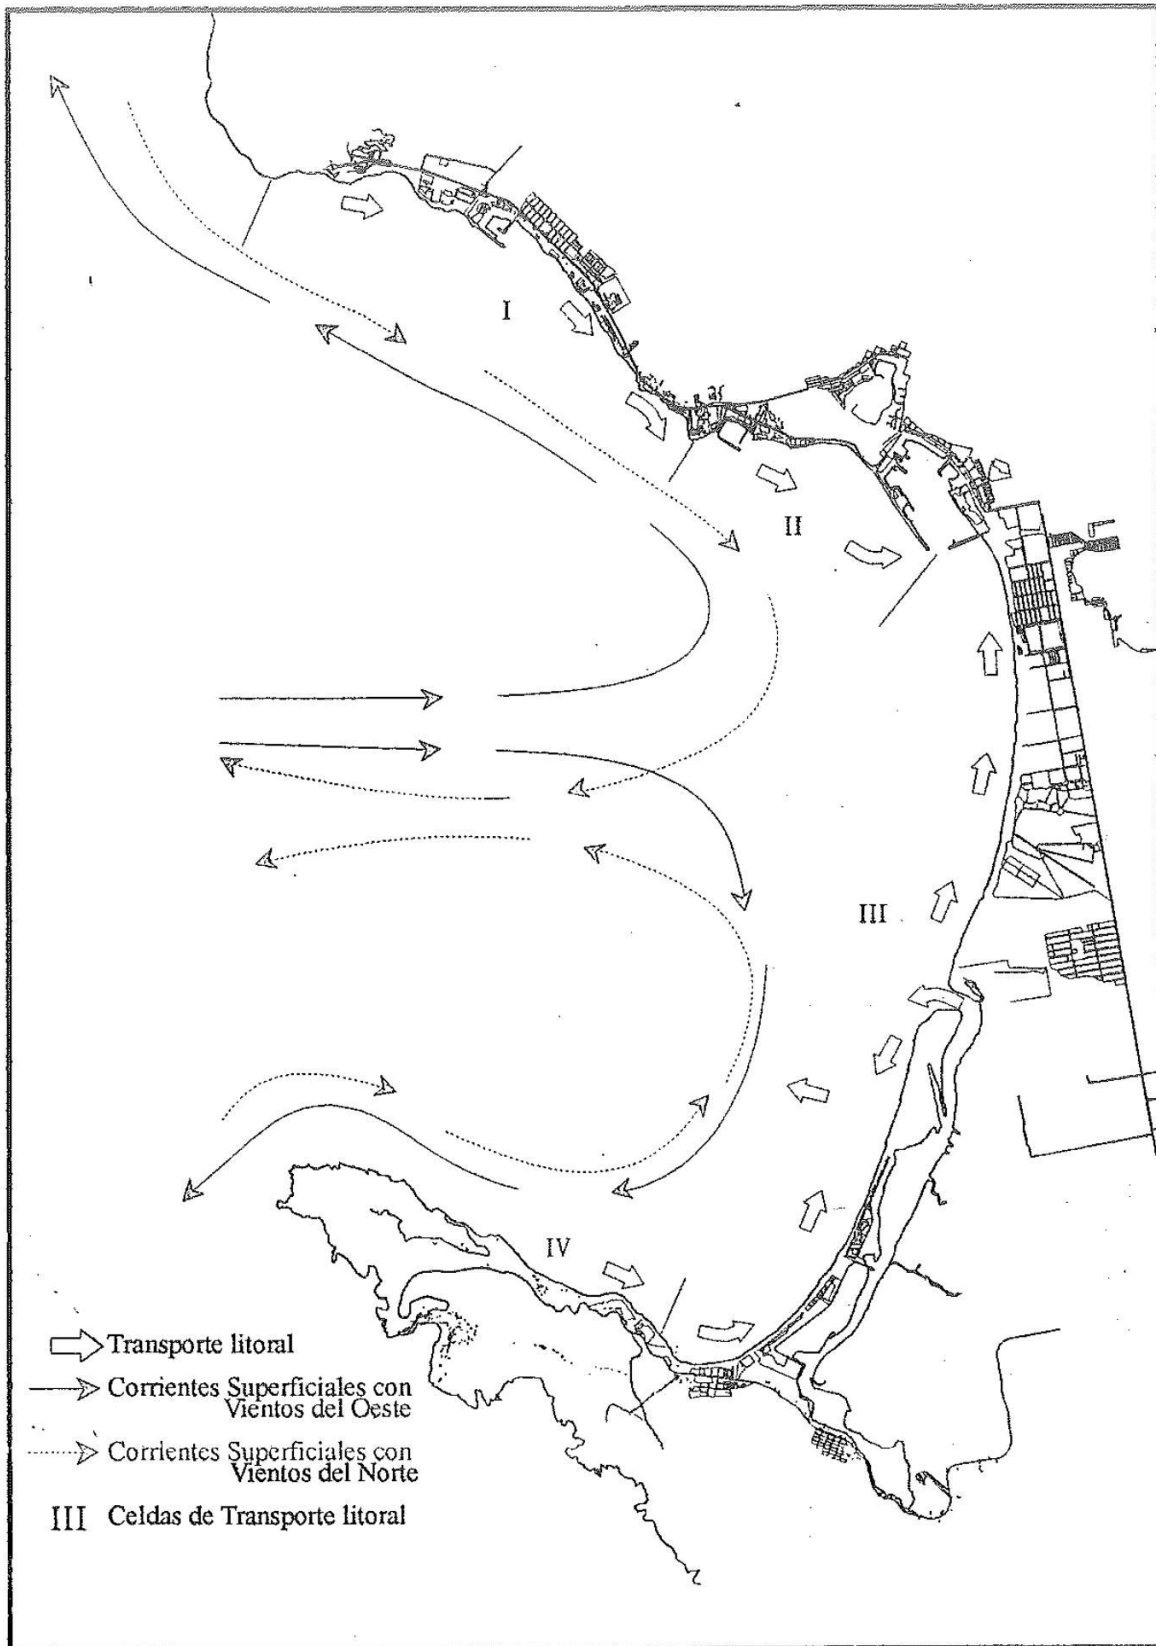 I
II
III
IV
Transporte litoral
Corrientes Superficiales con
Vientos del Oeste
Corrientes Superficiales con
Vientos del Norte
III Celdas de Transporte litoral